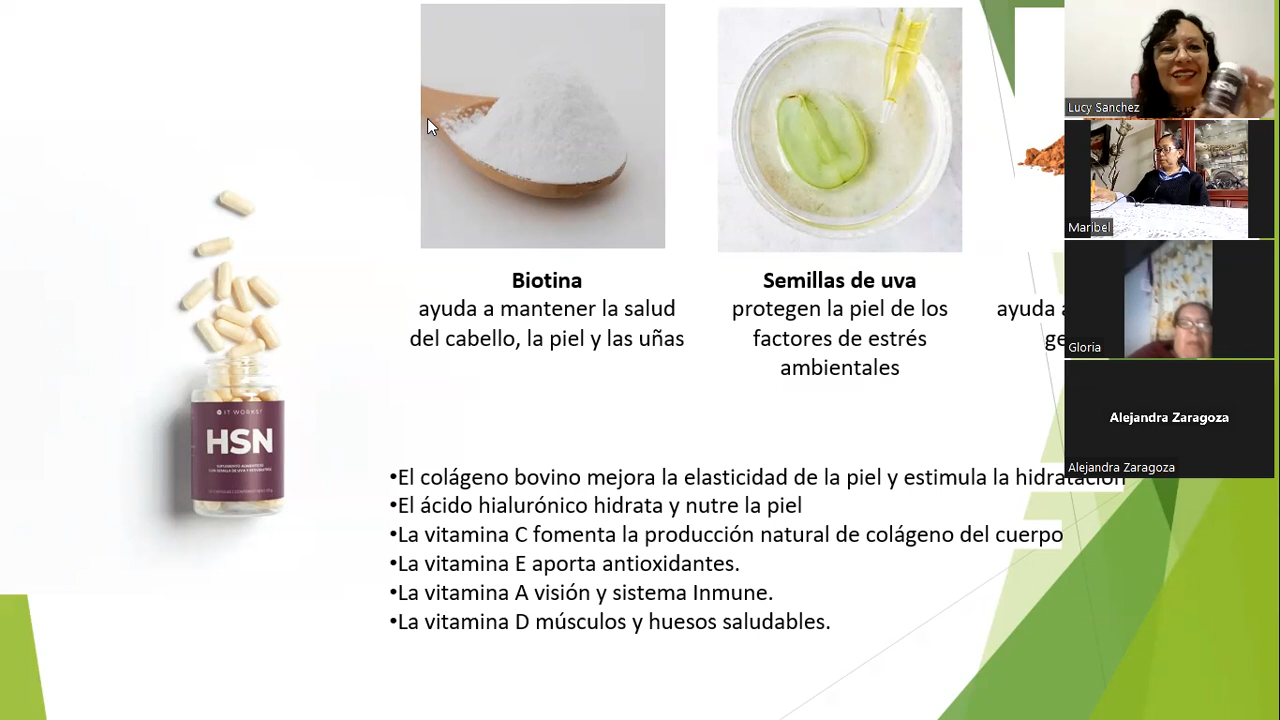 Biotina
ayuda a mantener la salud
del cabello, la piel y las uñas
Semillas de uva
protegen la piel de los
factores de estrés
ambientales
ayuda
IT WORKS!
HSN
•El colágeno bovino mejora la elasticidad de la piel y estimula la hidratación
•El ácido hialurónico hidrata y nutre la piel
•La vitamina C fomenta la producción natural de colágeno del cuerpo
•La vitamina E aporta antioxidantes.
•La vitamina A visión y sistema Inmune.
•La vitamina D músculos y huesos saludables.
HSN
Lucy Sanchez
Maribel
Gloria
Alejandra Zaragoza
Alejandra Zaragoza